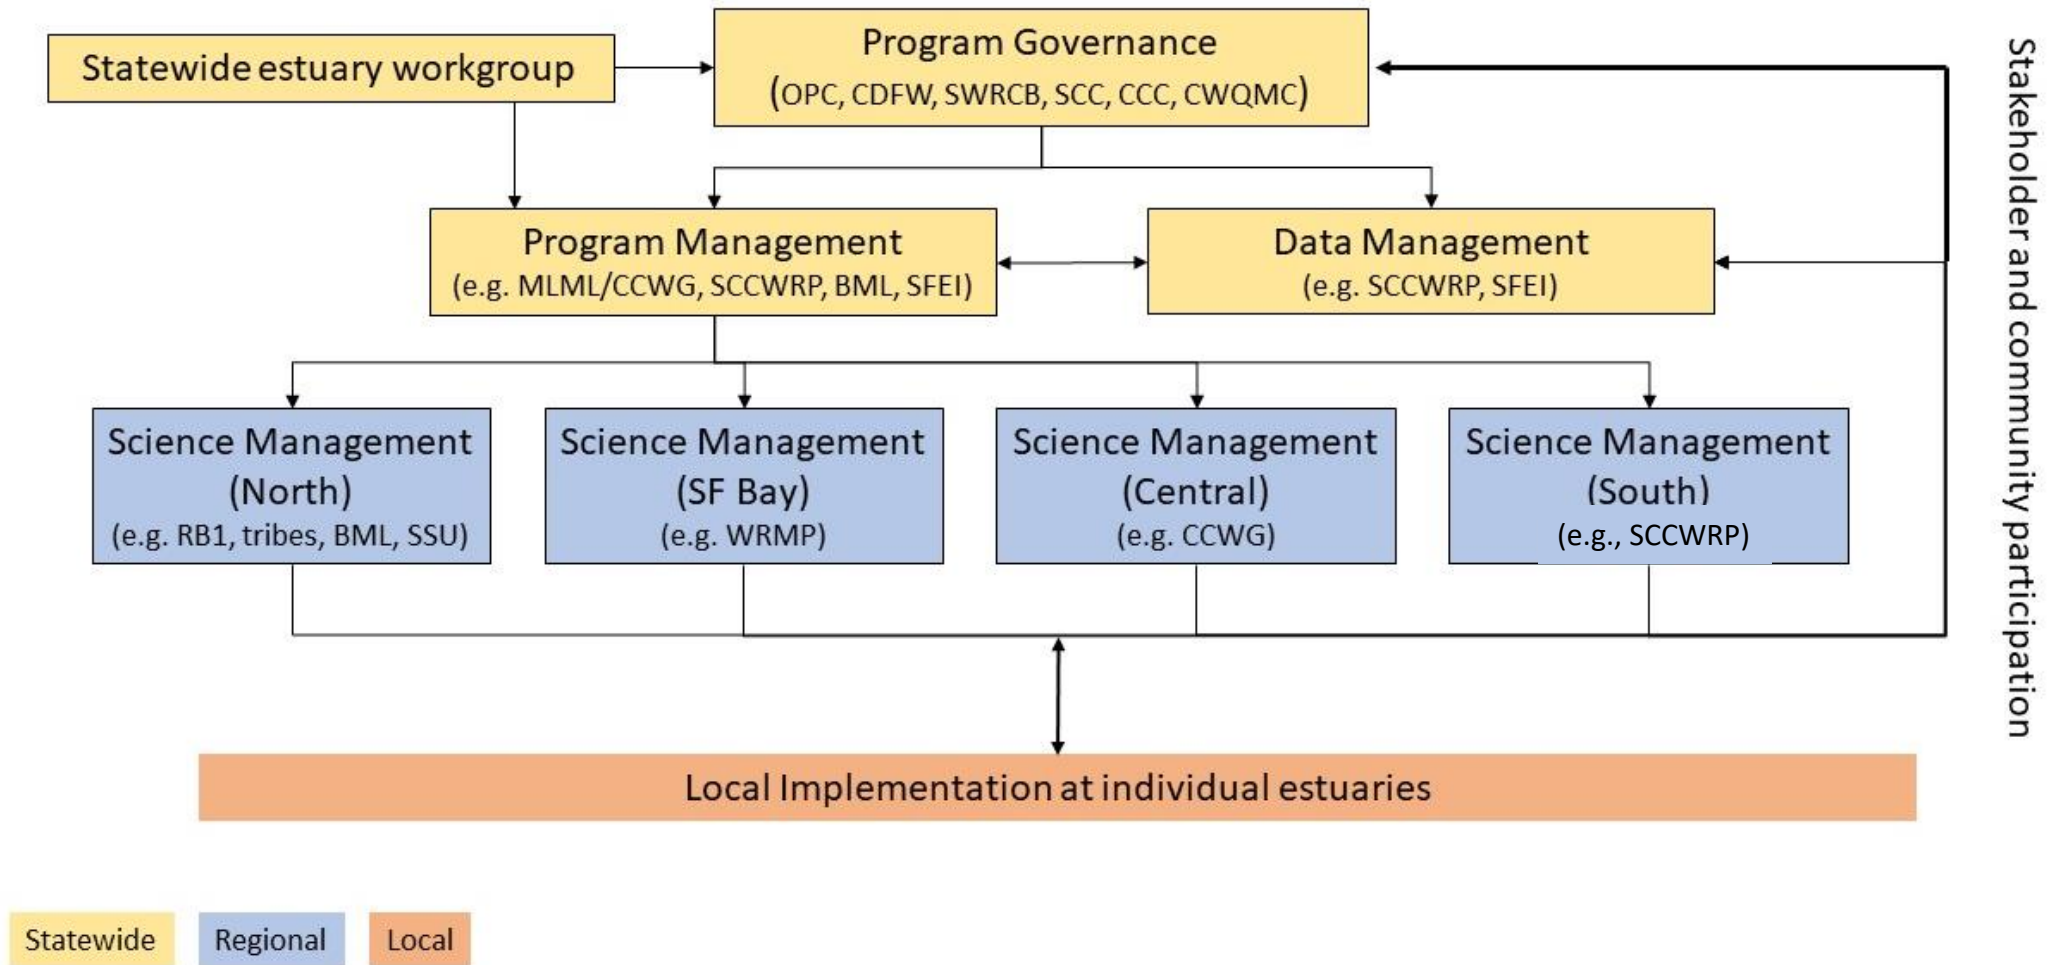 Statewide estuary workgroup
Program Governance
(OPC, CDFW, SWRCB, SCC, CCC, CWQMC)
Program Management
(e.g. MLML/CCWG, SCCWRP, BML, SFEI)
Data Management
(e.g. SCCWRP, SFEI)
Science Management
(North)
(e.g. RB1, tribes, BML, SSU)
Science Management
(SF Bay)
(e.g. WRMP)
Science Management
(Central)
(e.g. CCWG)
Science Management
(South)
(e.g., SCCWRP)
Stakeholder and community participation
Local Implementation at individual estuaries
Statewide
Regional
Local